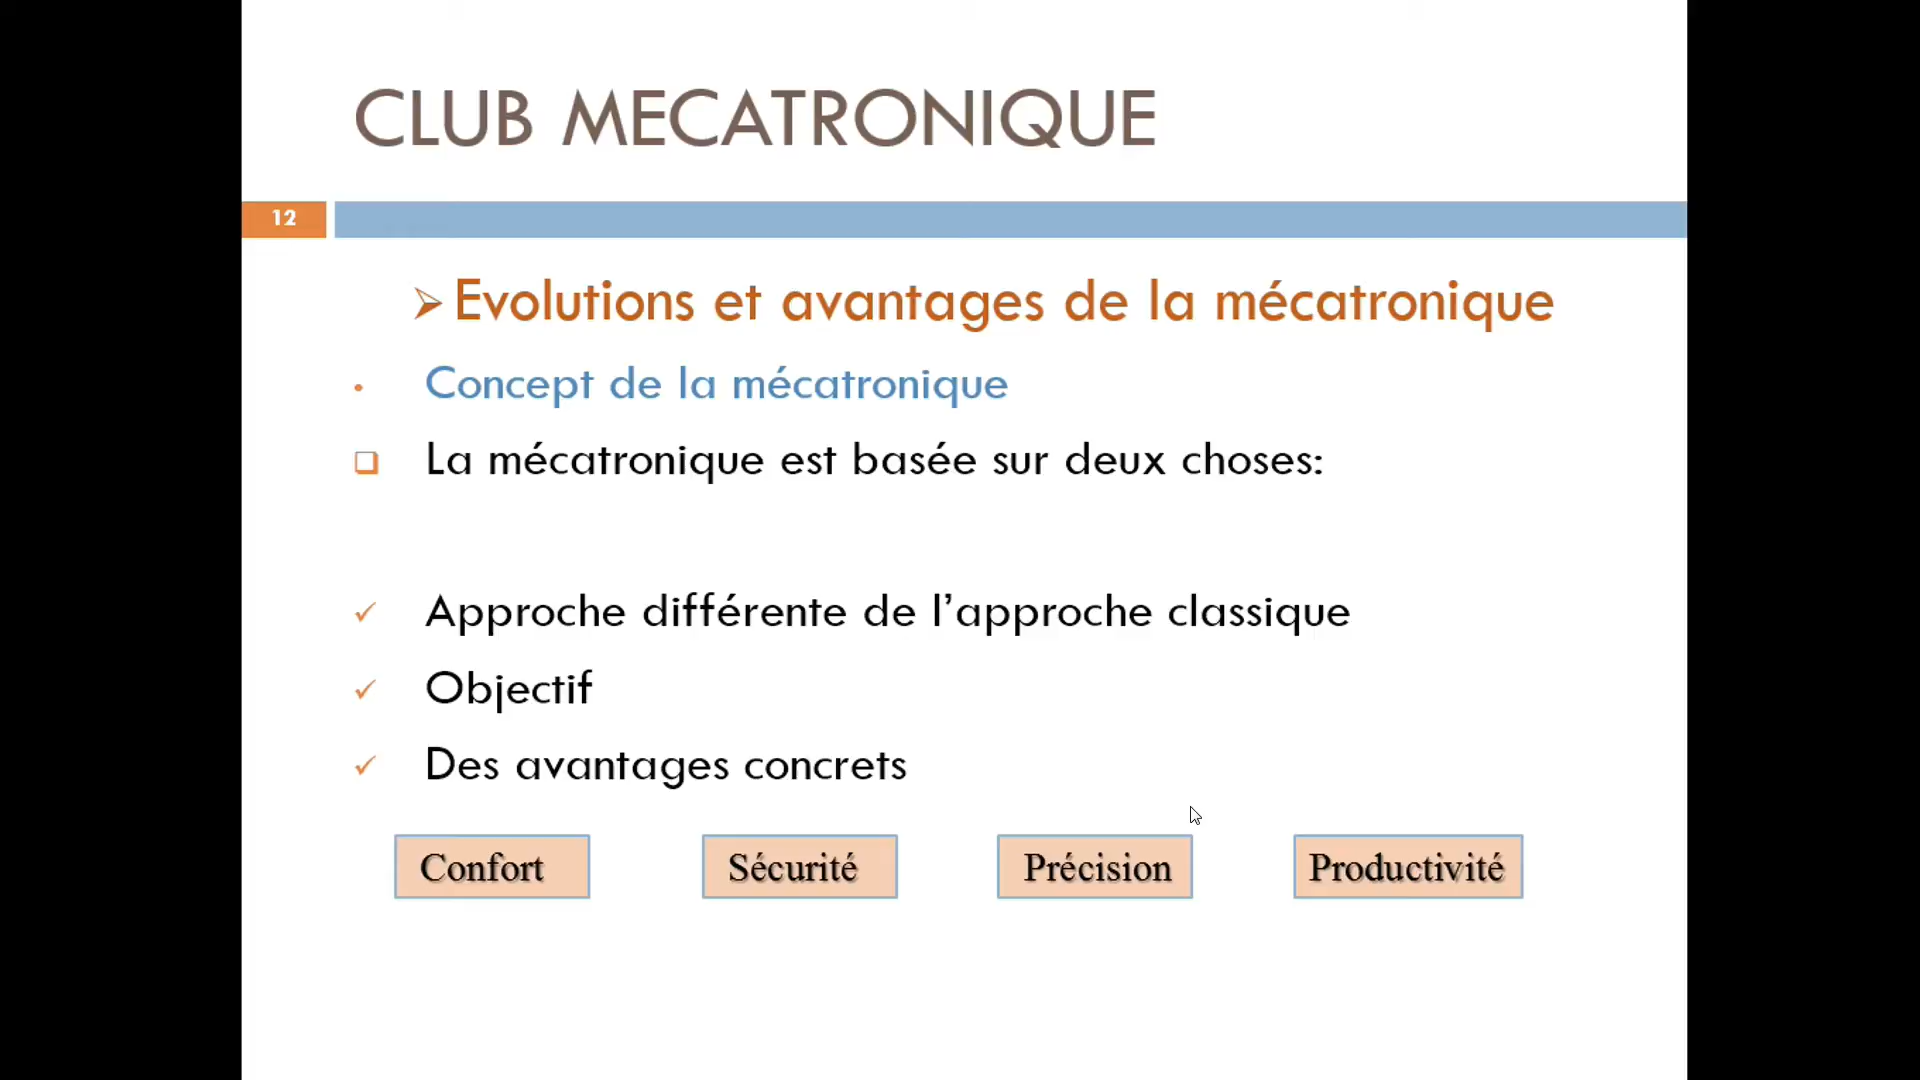 CLUB MECATRONIQUE
12
Evolutions et avantages de la mécatronique
Concept de la mécatronique
La mécatronique est basée sur deux choses:
Approche différente de l'approche classique
Objectif
Des avantages concrets
Confort Sécurité Précision Productivité